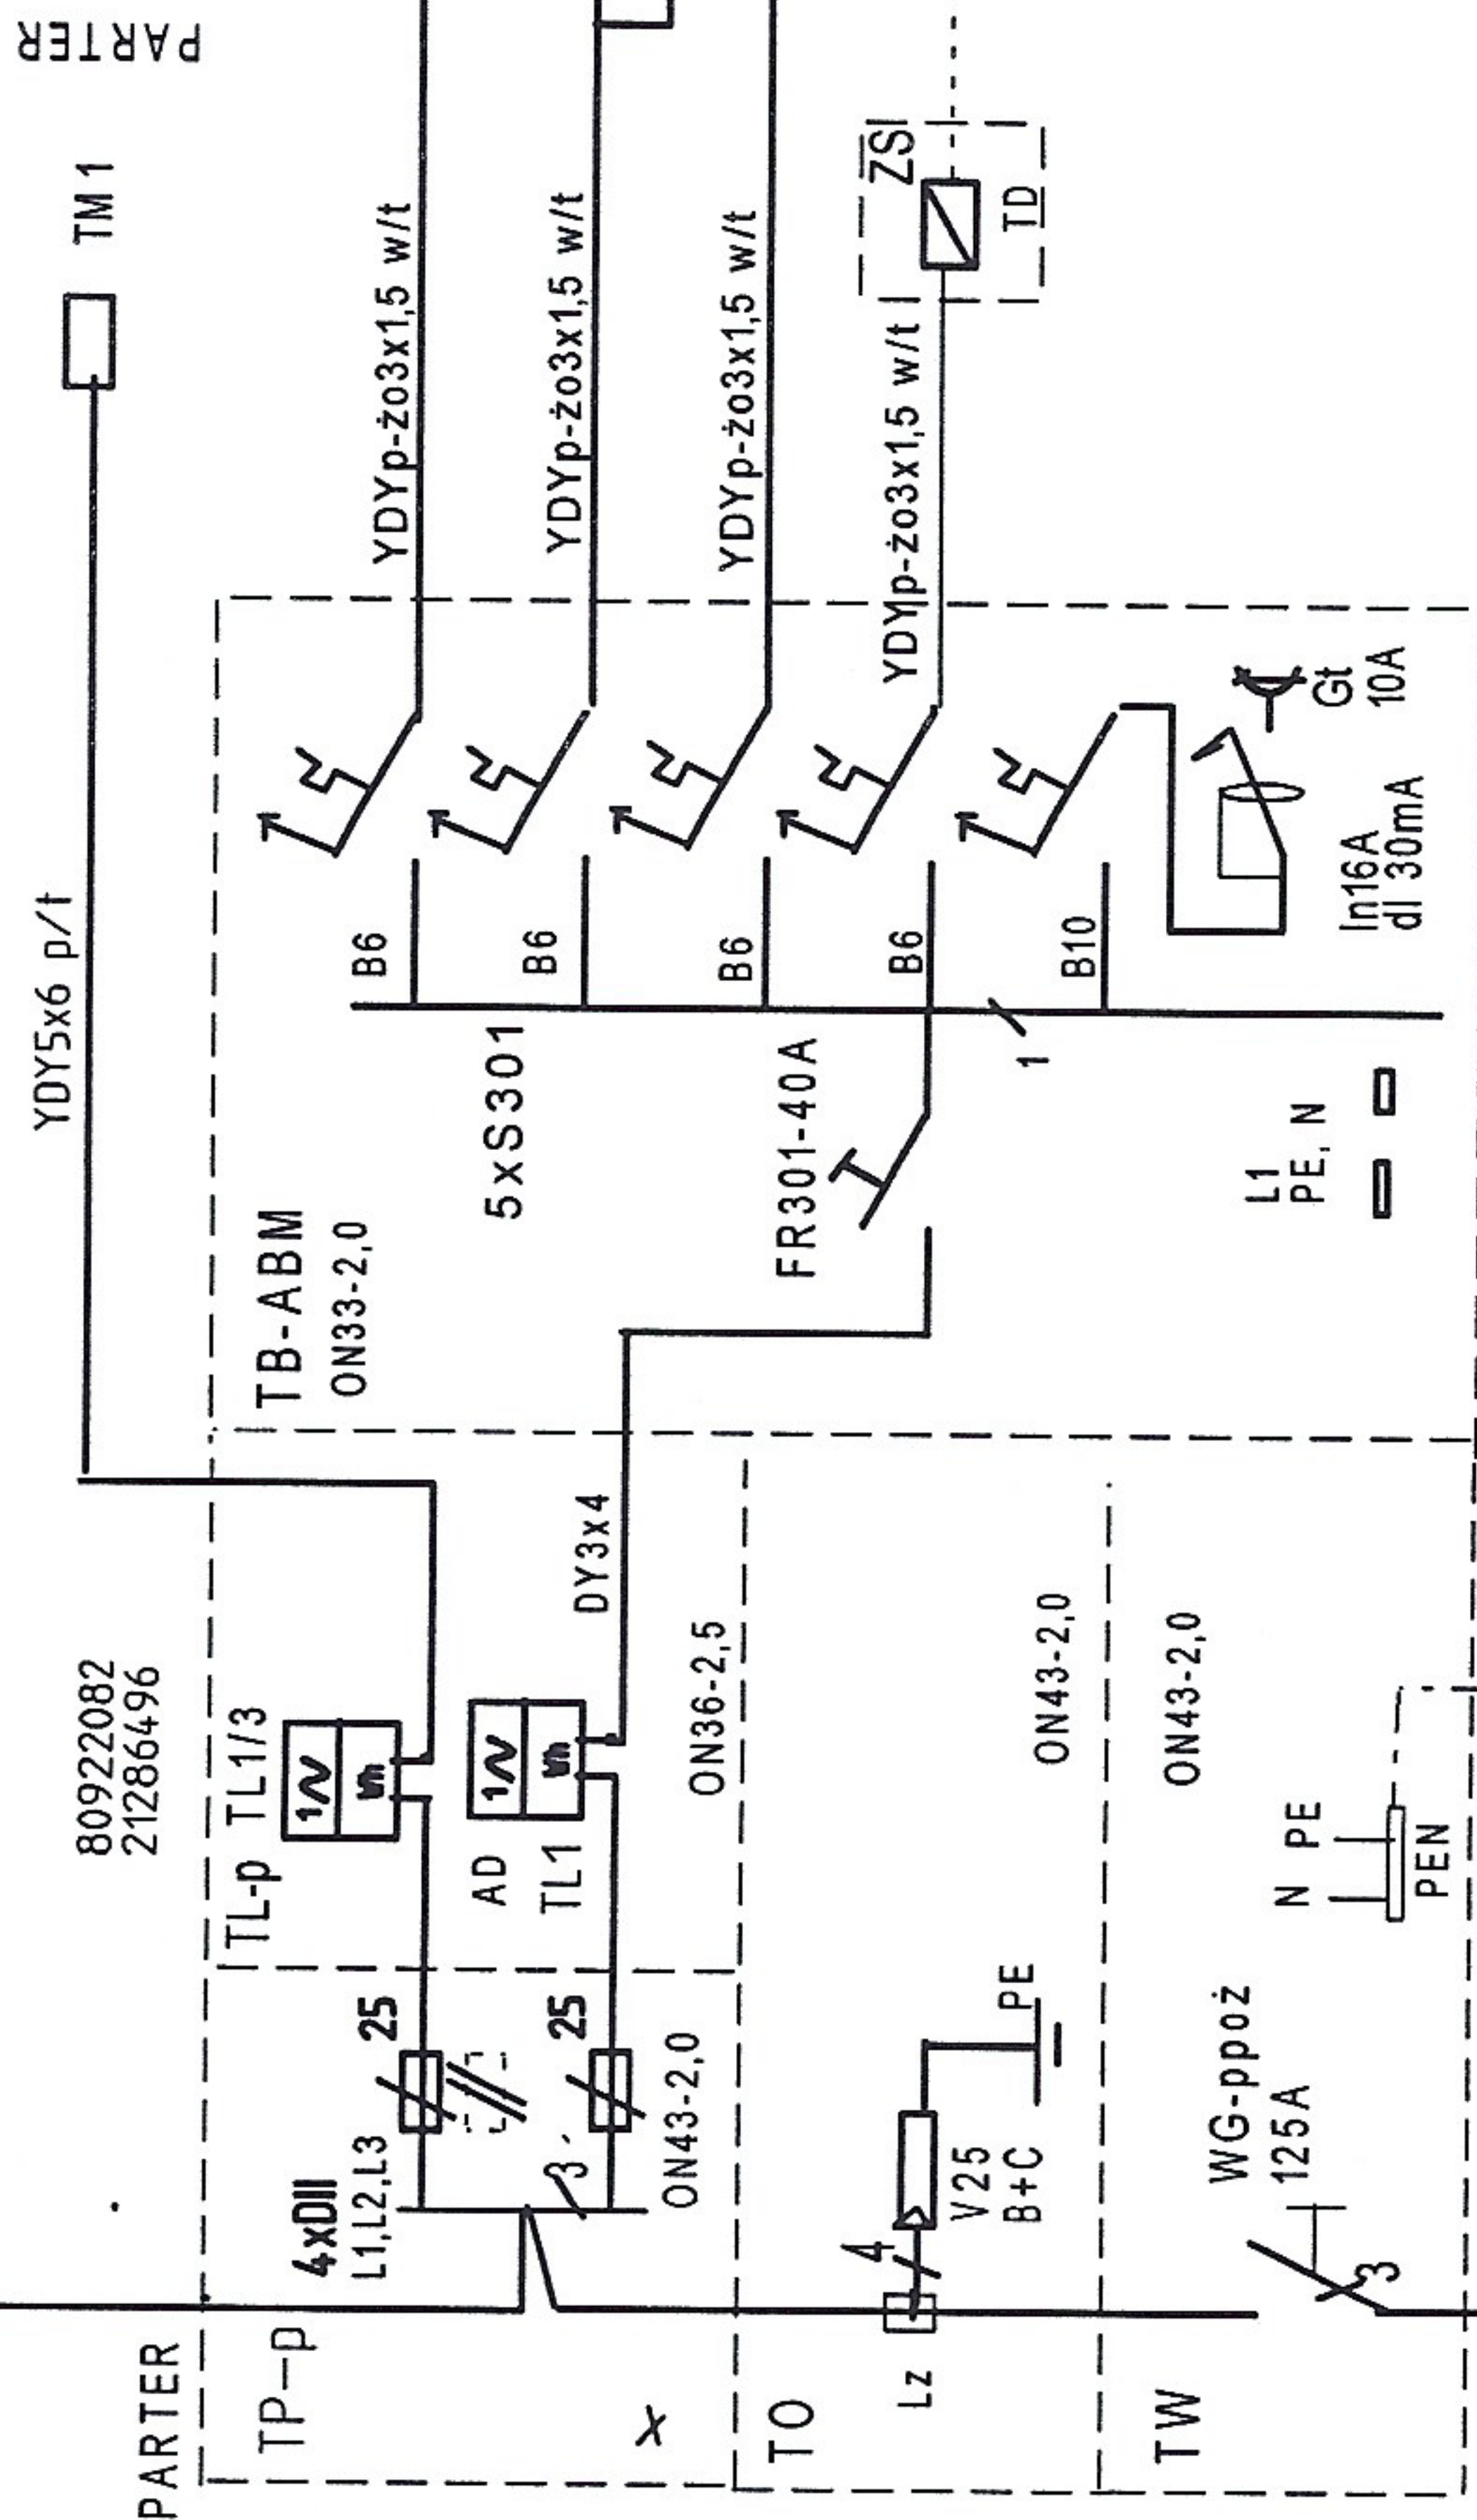 PARTER
TM 1
YDY5x6 p/t
YDYp-żo3x1,5 w/t
YDYp-żo3x1,5 w/t
YDYp-żo3x1,5 w/t
YDYp-żo3x1,5 w/t
ZS
TD
B6
B6
B6
B6
B10
Gt
10A
In16A
dI 30mA
5xS301
FR301-40A
1
L1
PE, N
TB-ABM
ON33-2,0
DY3x4
80922082
21286496
TL-p TL1/3
AD
TL1
ON36-2,5
25
25
4xDII
L1,L2,L3
3
ON43-2,0
PARTER
TP-p
x
TO
Lz
4
V25
B+C
PE
ON43-2,0
TW
WG-ppoż
125A
3
N PE
PEN
ON43-2,0